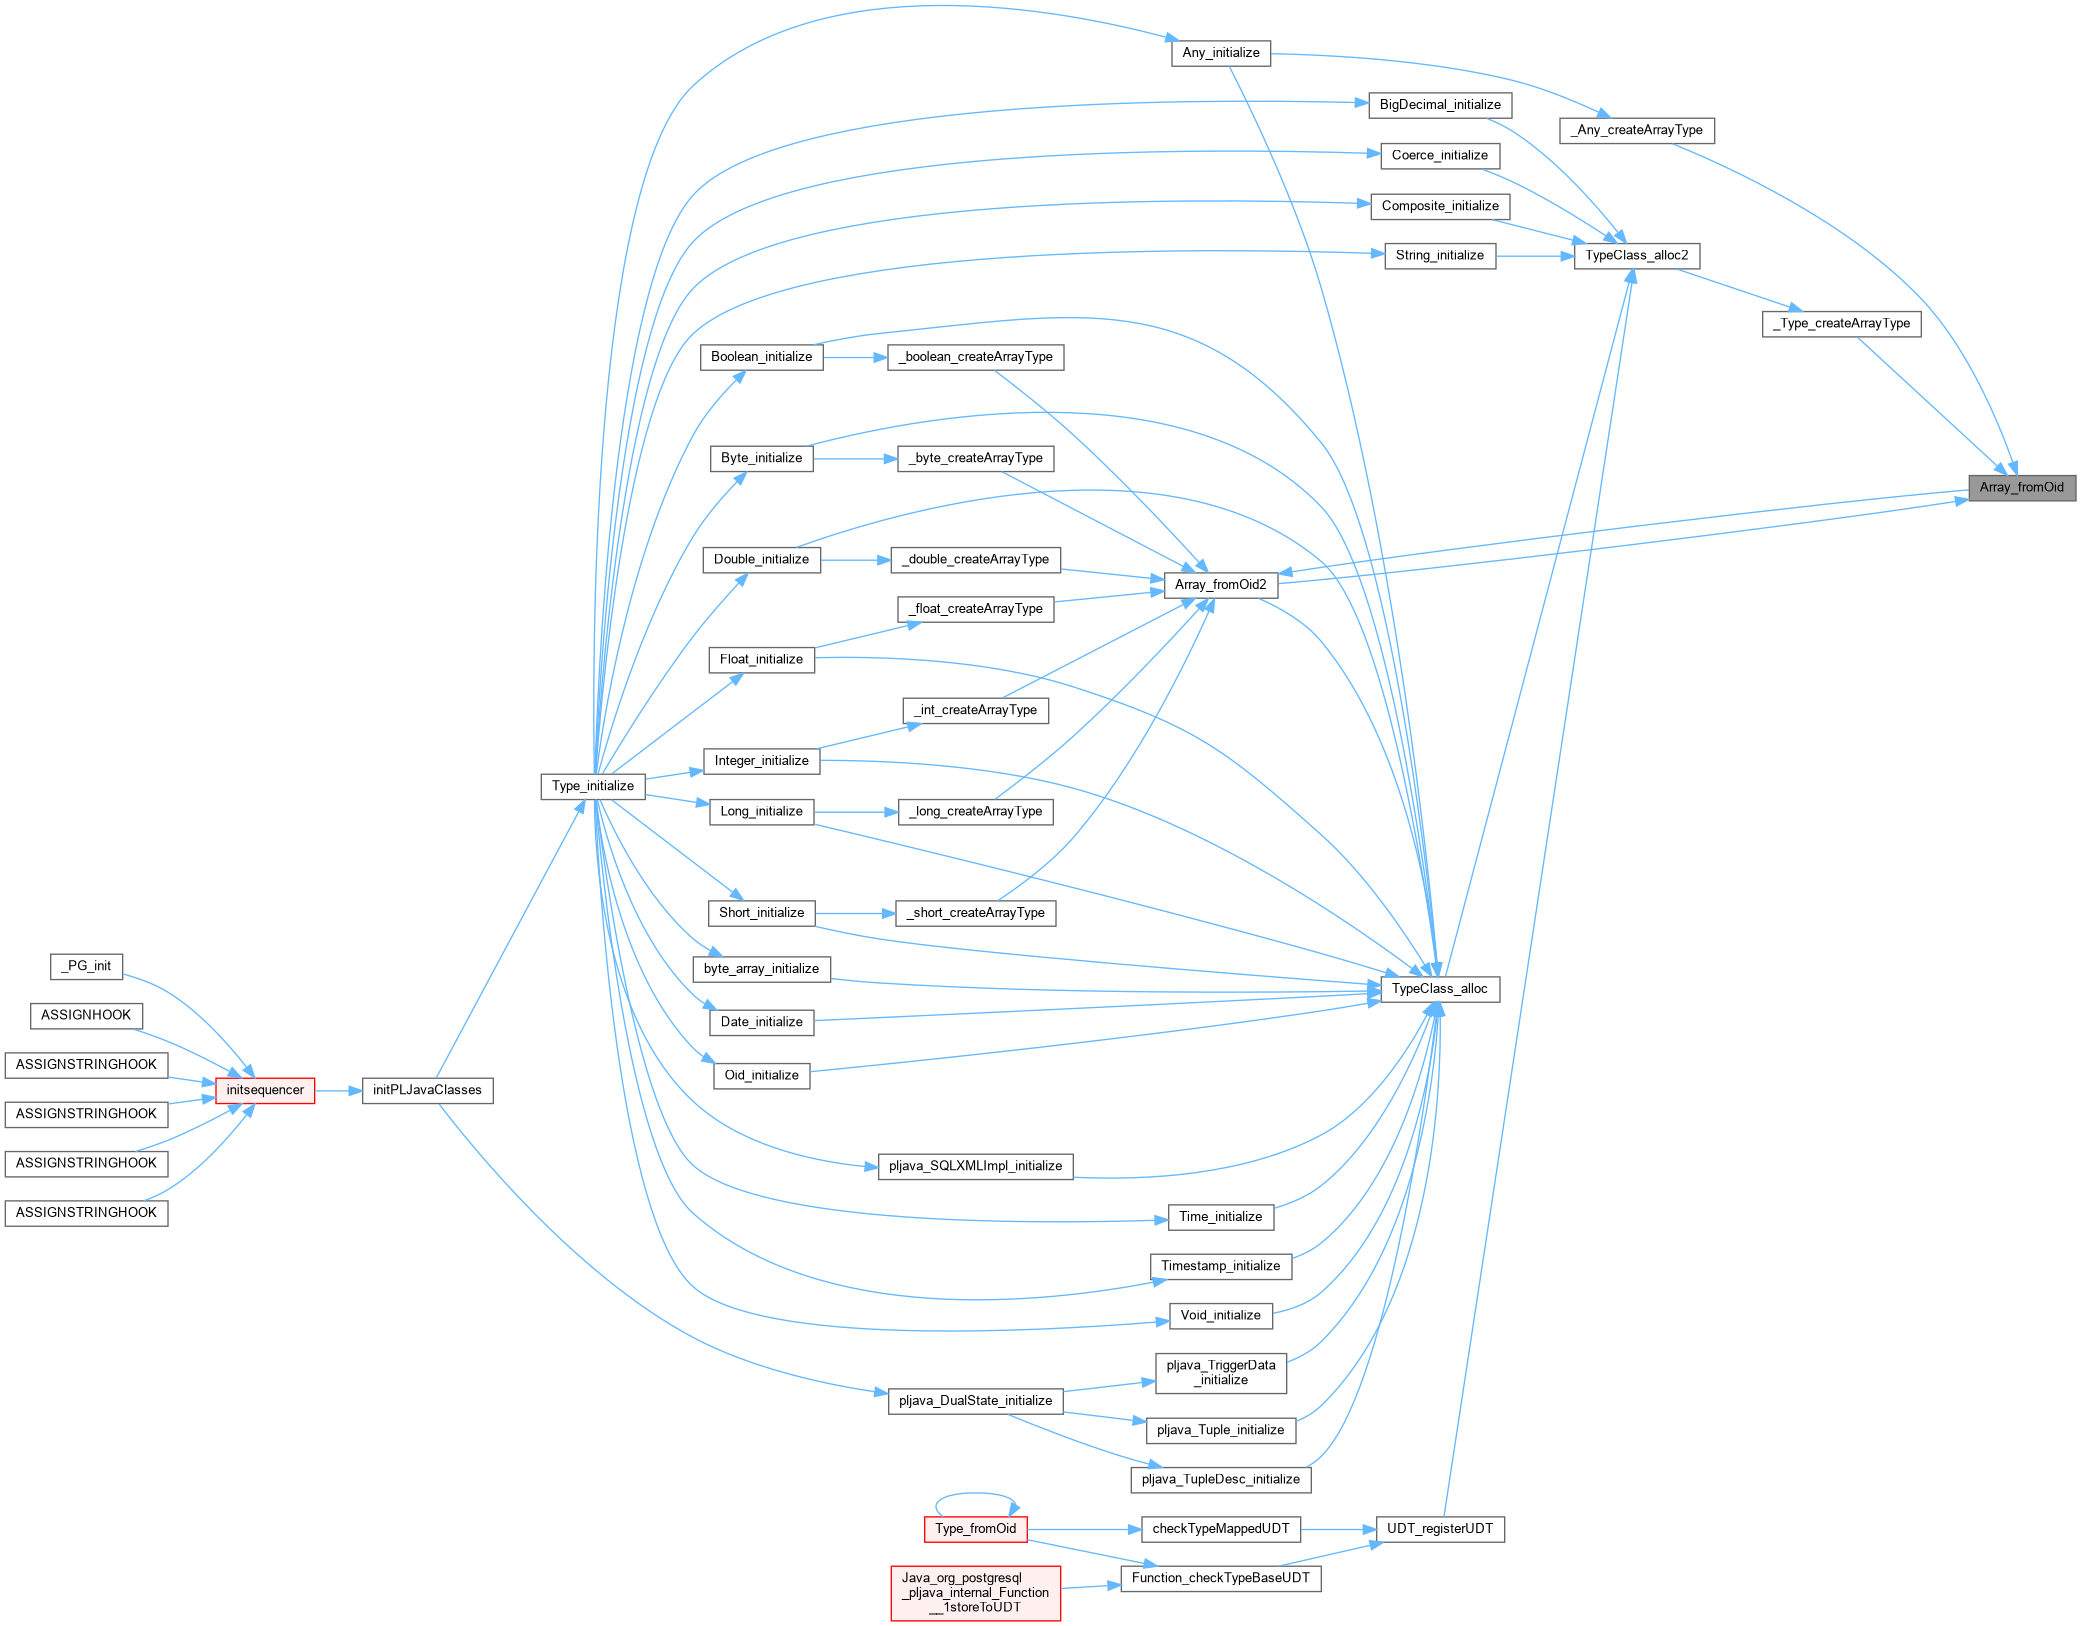 Any_initialize
BigDecimal_initialize
_Any_createArrayType
Coerce_initialize
Composite_initialize
String_initialize
TypeClass_alloc2
_Type_createArrayType
Boolean_initialize
_boolean_createArrayType
Byte_initialize
_byte_createArrayType
Array_fromOid
Double_initialize
_double_createArrayType
Array_fromOid2
_float_createArrayType
Float_initialize
_int_createArrayType
Integer_initialize
Type_initialize
Long_initialize
_long_createArrayType
Short_initialize
_short_createArrayType
_PG_init
byte_array_initialize
TypeClass_alloc
ASSIGNHOOK
Date_initialize
ASSIGNSTRINGHOOK
Oid_initialize
initsequencer
initPLJavaClasses
ASSIGNSTRINGHOOK
ASSIGNSTRINGHOOK
pljava_SQLXMLImpl_initialize
ASSIGNSTRINGHOOK
Time_initialize
Timestamp_initialize
Void_initialize
pljava_TriggerData
_initialize
pljava_DualState_initialize
pljava_Tuple_initialize
pljava_TupleDesc_initialize
Type_fromOid
checkTypeMappedUDT
UDT_registerUDT
Function_checkTypeBaseUDT
Java_org_postgresql
_pljava_internal_Function
__1storeToUDT